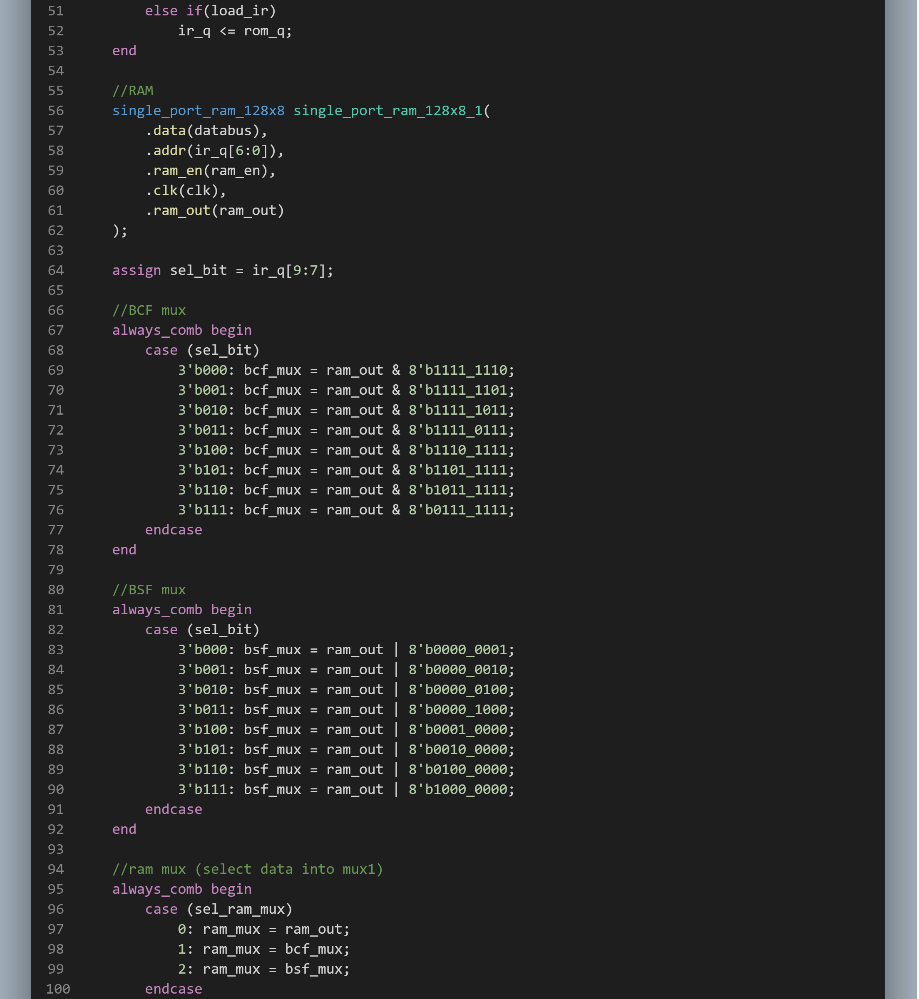 51 else if(load_ir)
52 ir_q <= rom_q;
53 end
54
55 //RAM
56 single_port_ram_128x8 single_port_ram_128x8_1(
57 .data(databus),
58 .addr(ir_q[6:0]),
59 .ram_en(ram_en),
60 .clk(clk),
61 .ram_out(ram_out)
62 );
63
64 assign sel_bit = ir_q[9:7];
65
66 //BCF mux
67 always_comb begin
68 case (sel_bit)
69 3'b000: bcf_mux = ram_out & 8'b1111_1110;
70 3'b001: bcf_mux = ram_out & 8'b1111_1101;
71 3'b010: bcf_mux = ram_out & 8'b1111_1011;
72 3'b011: bcf_mux = ram_out & 8'b1111_0111;
73 3'b100: bcf_mux = ram_out & 8'b1110_1111;
74 3'b101: bcf_mux = ram_out & 8'b1101_1111;
75 3'b110: bcf_mux = ram_out & 8'b1011_1111;
76 3'b111: bcf_mux = ram_out & 8'b0111_1111;
77 endcase
78 end
79
80 //BSF mux
81 always_comb begin
82 case (sel_bit)
83 3'b000: bsf_mux = ram_out | 8'b0000_0001;
84 3'b001: bsf_mux = ram_out | 8'b0000_0010;
85 3'b010: bsf_mux = ram_out | 8'b0000_0100;
86 3'b011: bsf_mux = ram_out | 8'b0000_1000;
87 3'b100: bsf_mux = ram_out | 8'b0001_0000;
88 3'b101: bsf_mux = ram_out | 8'b0010_0000;
89 3'b110: bsf_mux = ram_out | 8'b0100_0000;
90 3'b111: bsf_mux = ram_out | 8'b1000_0000;
91 endcase
92 end
93
94 //ram mux (select data into mux1)
95 always_comb begin
96 case (sel_ram_mux)
97 0: ram_mux = ram_out;
98 1: ram_mux = bcf_mux;
99 2: ram_mux = bsf_mux;
100 endcase